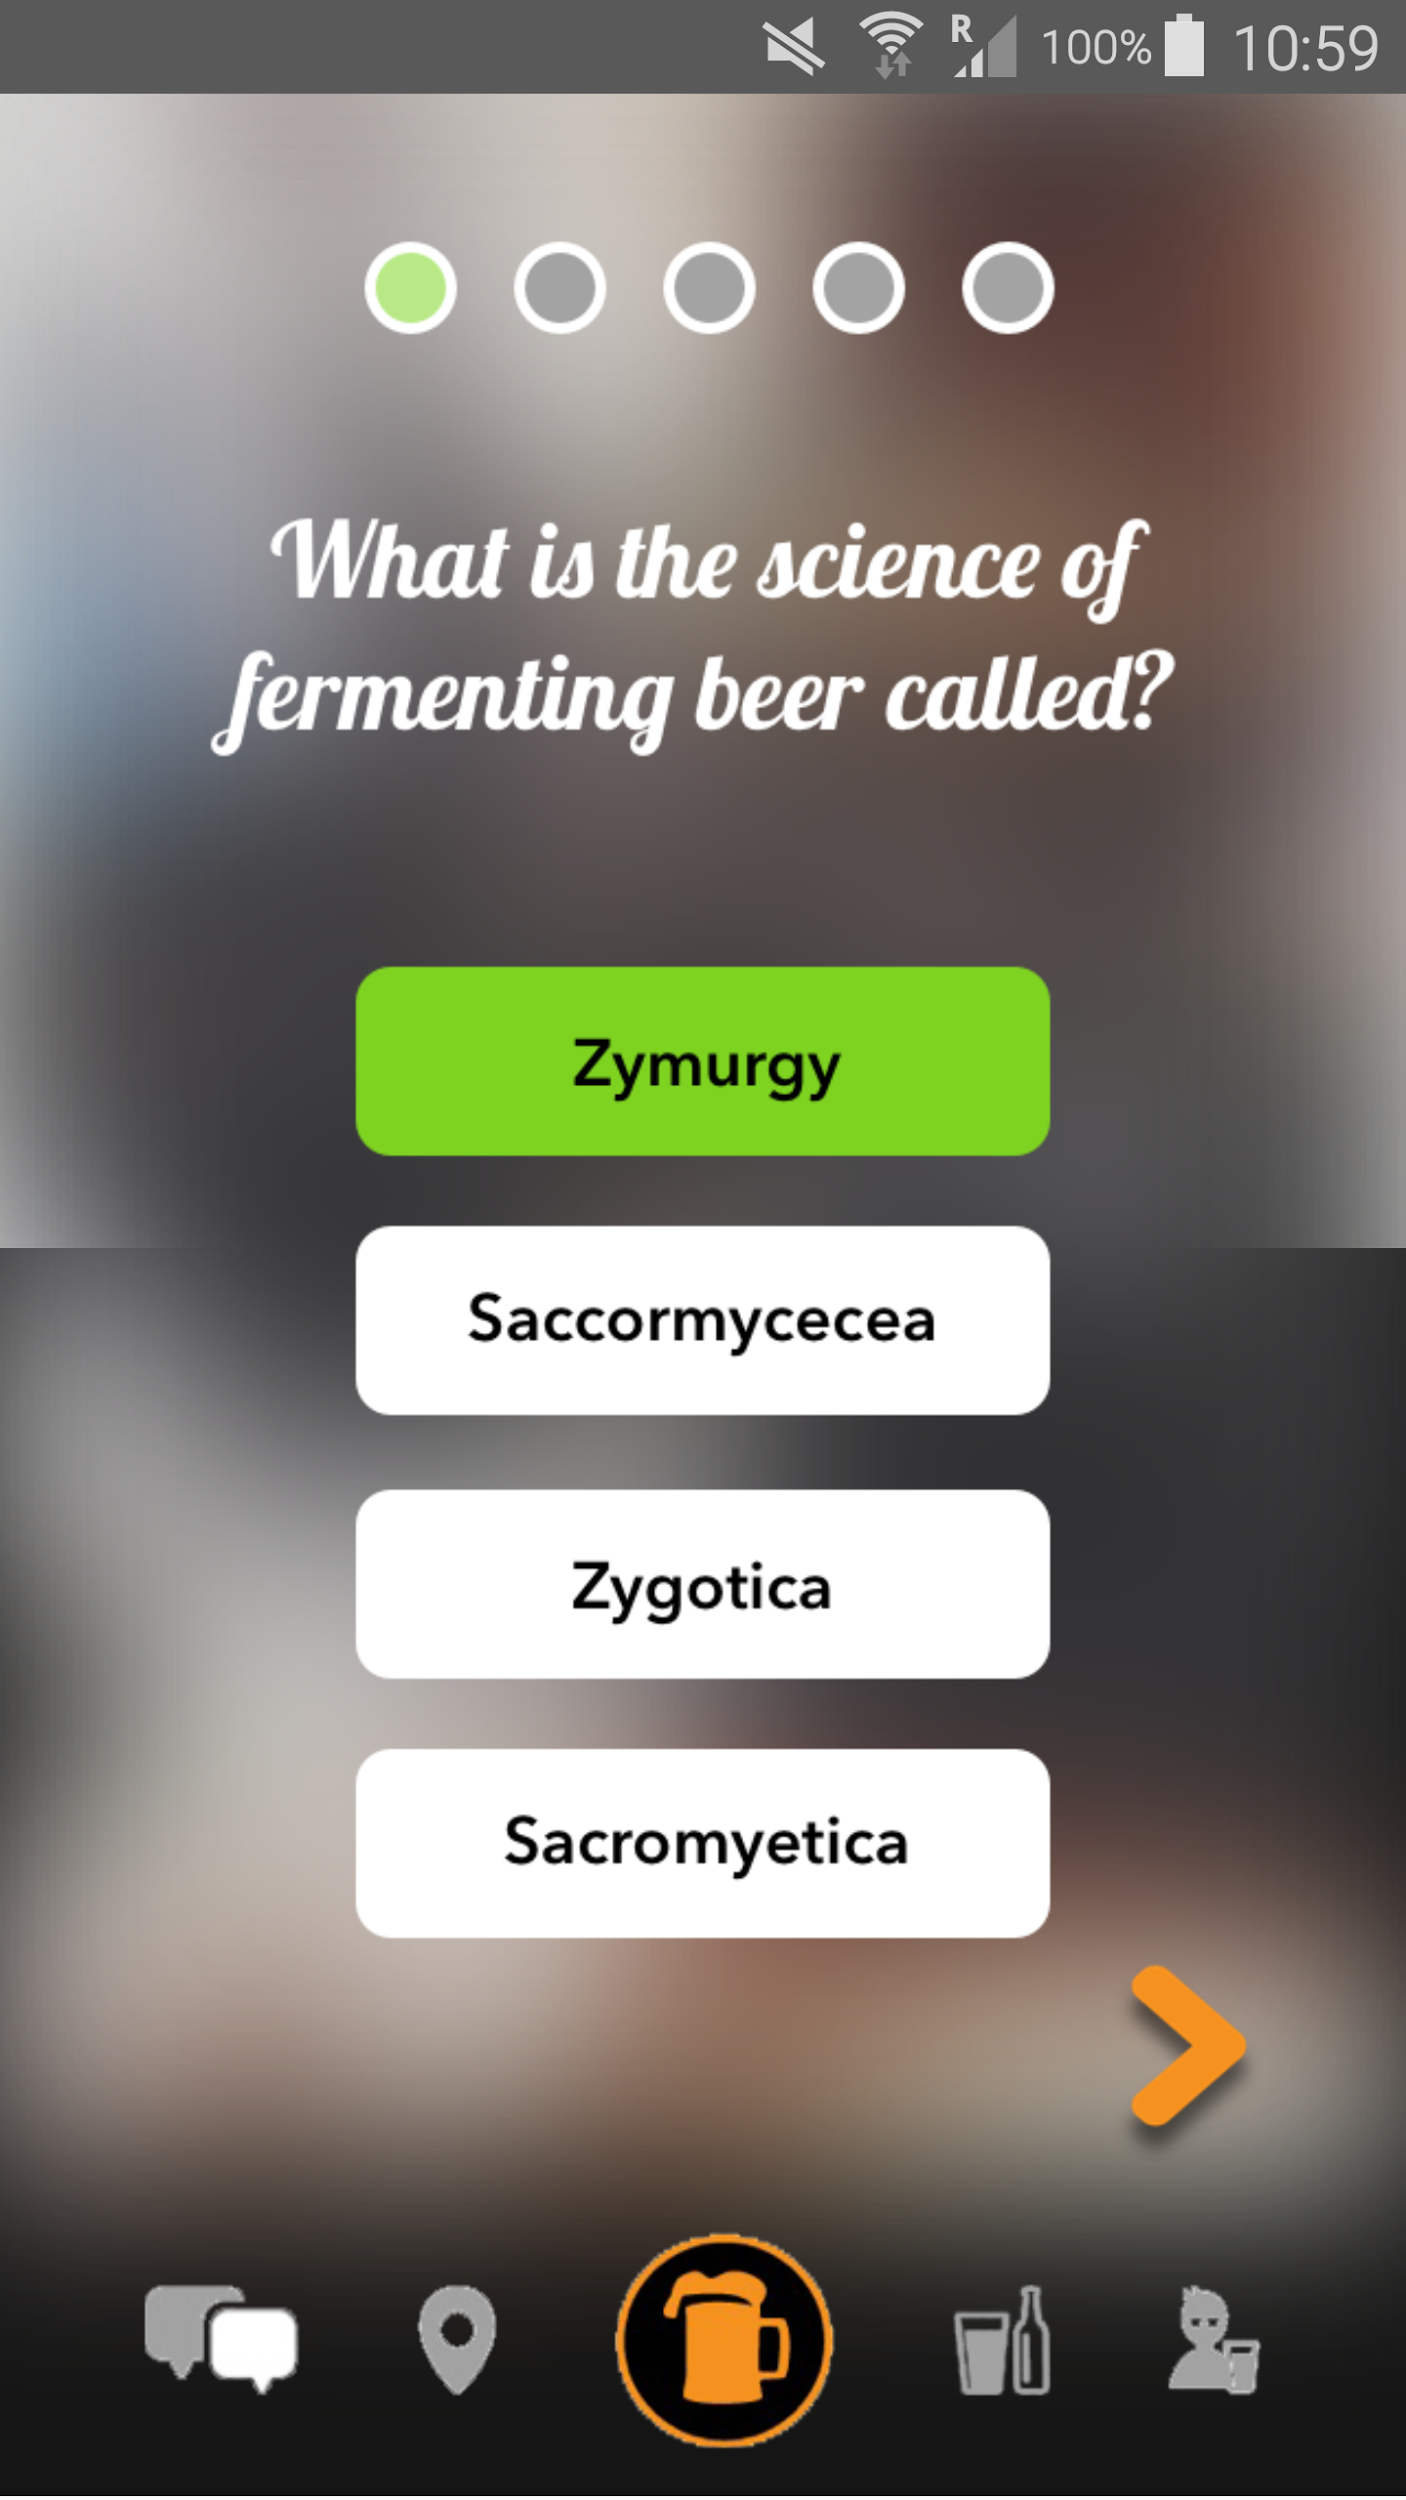 R 100% 10:59
What is the science of
fermenting beer called?
Zymurgy
Saccormycecea
Zygotica
Sacromyetica